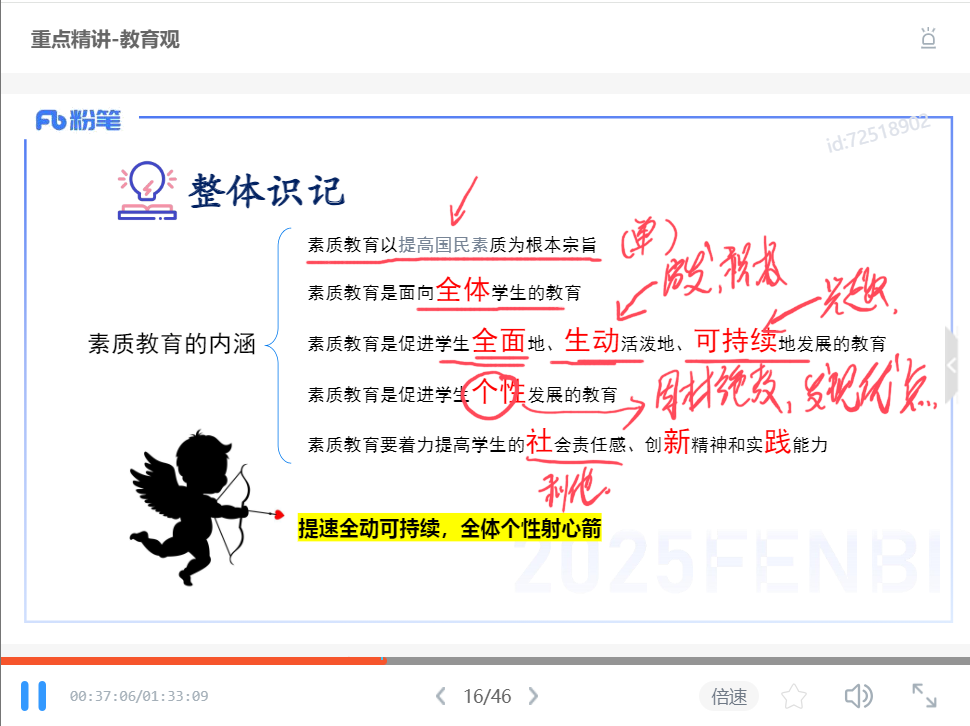 重点精讲-教育观
粉笔
id:72518902
整体识记
素质教育以提高国民素质为根本宗旨
(单)
激发,积极
素质教育是面向全体学生的教育
兴趣.
素质教育的内涵
素质教育是促进学生全面地、生动活泼地、可持续地发展的教育
素质教育是促进学生个性发展的教育
因材施教,发现优点.
素质教育要着力提高学生的社会责任感、创新精神和实践能力
利他.
提速全动可持续，全体个性射心箭
2025FENBI
00:37:06/01:33:09
16/46
倍速